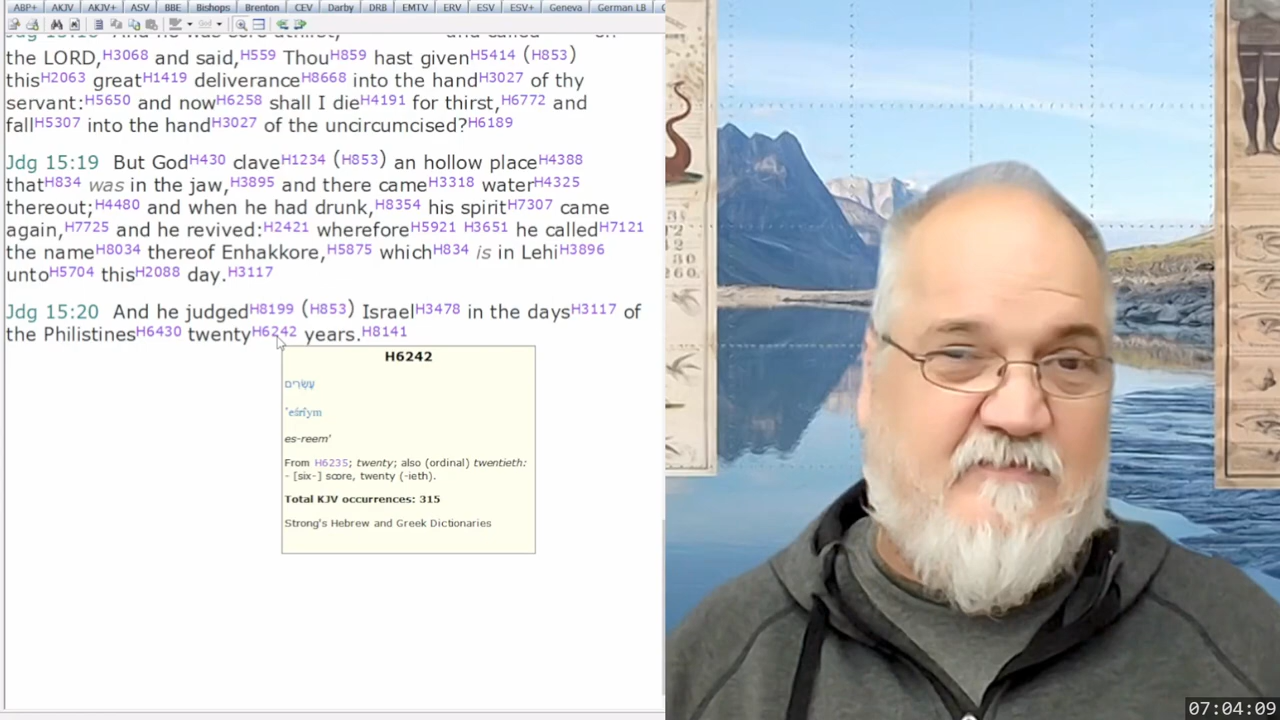 ABP+ AKJV AKJV+ ASV BBE Bishops Brenton CEV Darby DRB EMTV ERV ESV ESV+ Geneva German LB
the LORD,H3068 and said,H559 ThouH859 hast givenH5414 (H853)
thisH2063 greatH1419 deliveranceH8668 into the handH3027 of thy
servant:H5650 and nowH6258 shall I dieH4191 for thirst,H6772 and
fallH5307 into the handH3027 of the uncircumcised?H6189
Jdg 15:19 But GodH430 claveH1234 (H853) an hollow placeH4388
thatH834 was in the jaw,H3895 and there cameH3318 waterH4325
thereout;H4480 and when he had drunk,H8354 his spiritH7307 came
again,H7725 and he revived:H2421 whereforeH5921 H3651 he calledH7121
the nameH8034 thereof Enhakkore,H5875 whichH834 is in LehiH3896
untoH5704 thisH2088 day.H3117
Jdg 15:20 And he judgedH8199 (H853) IsraelH3478 in the daysH3117 of
the PhilistinesH6430 twentyH6242 years.H8141
H6242
עֶשְׂרִים
‛eśrîym
es-reem'
From H6235; twenty; also (ordinal) twentieth:
- [six-] score, twenty (-ieth).
Total KJV occurrences: 315
Strong's Hebrew and Greek Dictionaries
07:04:09